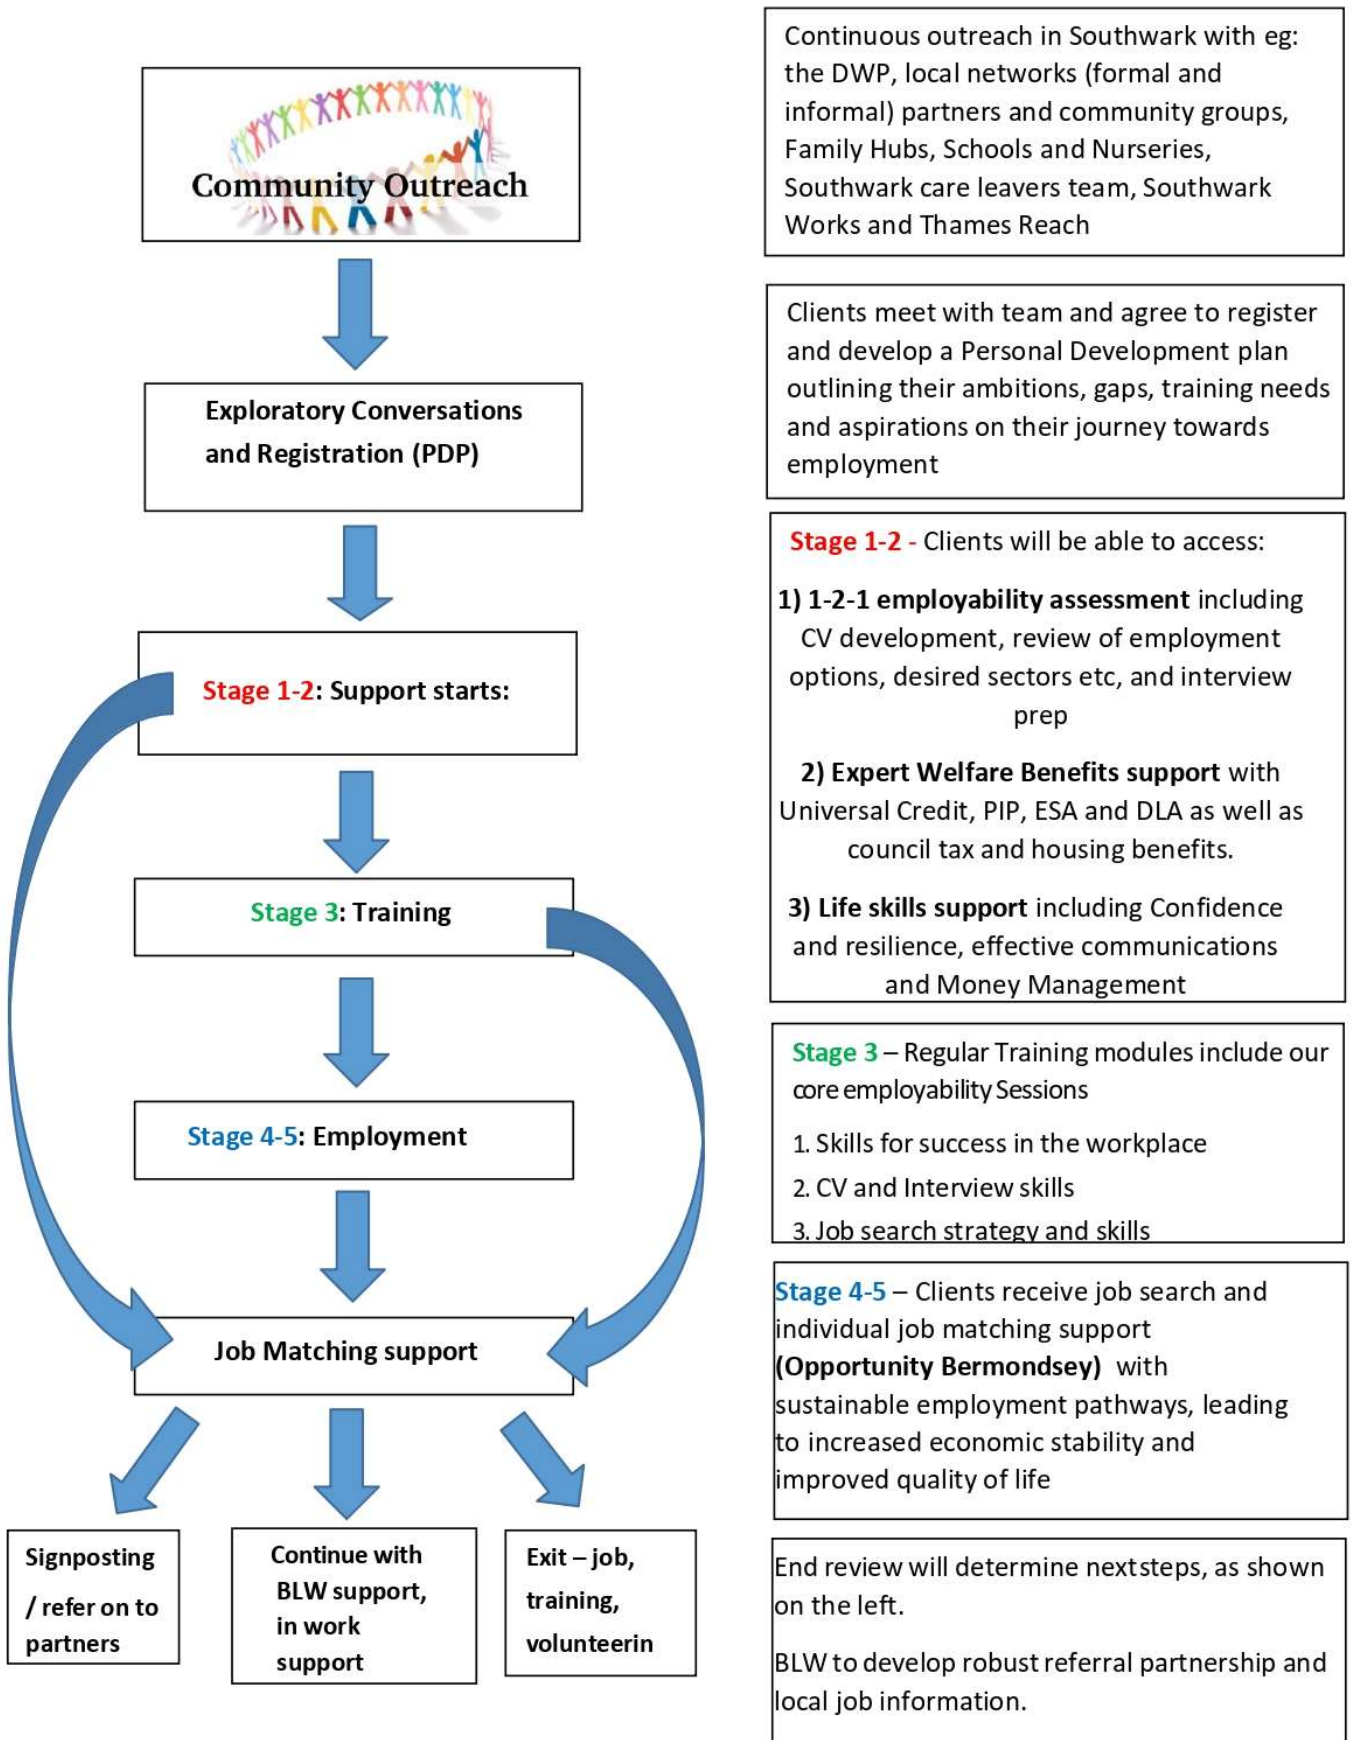 Community Outreach
Continuous outreach in Southwark with eg:
the DWP, local networks (formal and
informal) partners and community groups,
Family Hubs, Schools and Nurseries,
Southwark care leavers team, Southwark
Works and Thames Reach
Exploratory Conversations
and Registration (PDP)
Clients meet with team and agree to register
and develop a Personal Development plan
outlining their ambitions, gaps, training needs
and aspirations on their journey towards
employment
Stage 1-2: Support starts:
Stage 1-2 - Clients will be able to access:
1) 1-2-1 employability assessment including
CV development, review of employment
options, desired sectors etc, and interview
prep
2) Expert Welfare Benefits support with
Universal Credit, PIP, ESA and DLA as well as
council tax and housing benefits.
3) Life skills support including Confidence
and resilience, effective communications
and Money Management
Stage 3: Training
Stage 3 – Regular Training modules include our
core employability Sessions
1. Skills for success in the workplace
2. CV and Interview skills
3. Job search strategy and skills
Stage 4-5: Employment
Stage 4-5 – Clients receive job search and
individual job matching support
(Opportunity Bermondsey) with
sustainable employment pathways, leading
to increased economic stability and
improved quality of life
Job Matching support
Signposting
/ refer on to
partners
Continue with
BLW support,
in work
support
Exit – job,
training,
volunteerin
End review will determine nextsteps, as shown
on the left.
BLW to develop robust referral partnership and
local job information.